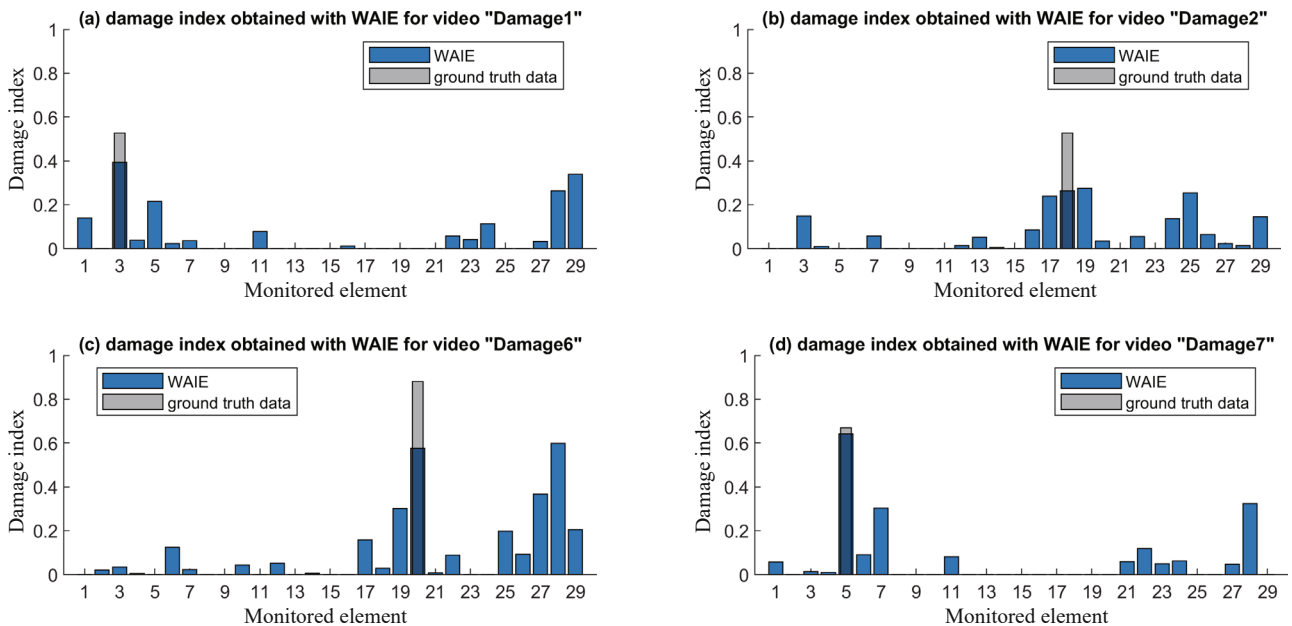 (a) damage index obtained with WAIE for video "Damage1"
1
0.8
0.6
0.4
0.2
0
Damage index
WAIE
ground truth data
1 3 5 7 9 11 13 15 17 19 21 23 25 27 29
Monitored element
(b) damage index obtained with WAIE for video "Damage2"
1
0.8
0.6
0.4
0.2
0
Damage index
WAIE
ground truth data
1 3 5 7 9 11 13 15 17 19 21 23 25 27 29
Monitored element
(c) damage index obtained with WAIE for video "Damage6"
1
0.8
0.6
0.4
0.2
0
Damage index
WAIE
ground truth data
1 3 5 7 9 11 13 15 17 19 21 23 25 27 29
Monitored element
(d) damage index obtained with WAIE for video "Damage7"
1
0.8
0.6
0.4
0.2
0
Damage index
WAIE
ground truth data
1 3 5 7 9 11 13 15 17 19 21 23 25 27 29
Monitored element